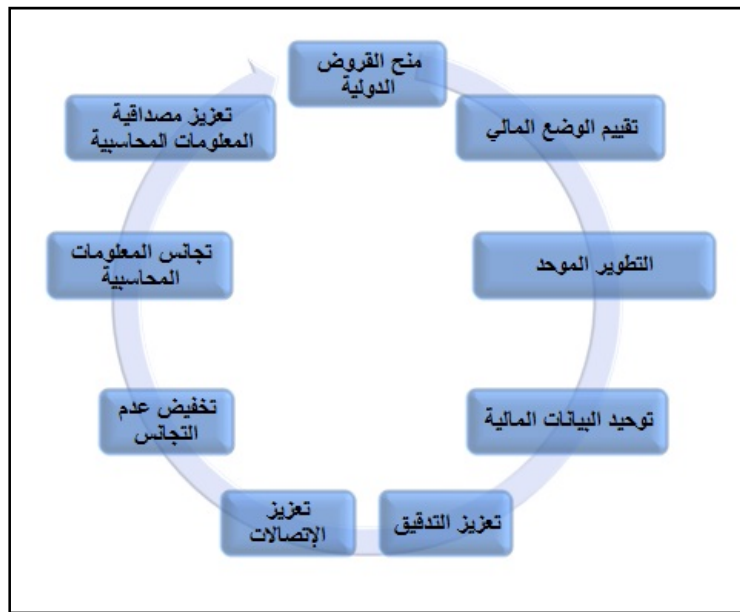 منح القروض
الدولية
تقييم الوضع المالي
التطوير الموحد
توحيد البيانات المالية
تعزيز التدقيق
تعزيز
الإتصالات
تخفيض عدم
التجانس
تجانس المعلومات
المحاسبية
تعزيز مصداقية
المعلومات المحاسبية